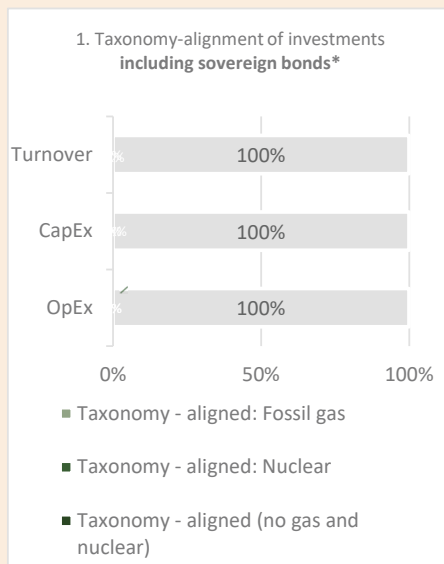 1. Taxonomy-alignment of investments
including sovereign bonds*
Turnover
100%
CapEx
100%
OpEx
100%
0%
50%
100%
Taxonomy - aligned: Fossil gas
Taxonomy - aligned: Nuclear
Taxonomy - aligned (no gas and
nuclear)